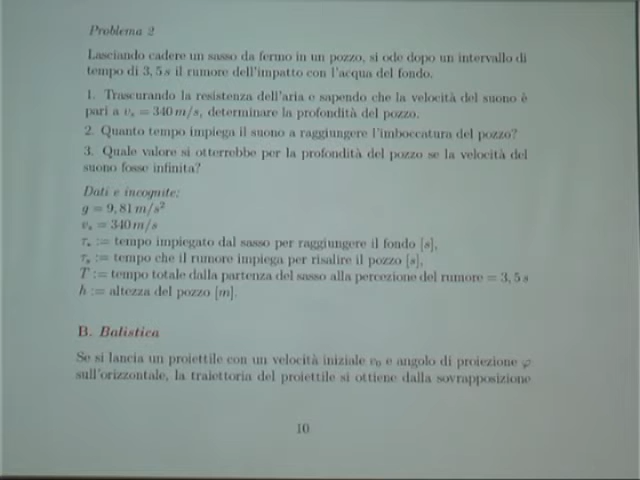 Problema 2
Lasciando cadere un sasso da fermo in un pozzo, si ode dopo un intervallo di
tempo di 3, 5 s il rumore dell'impatto con l'acqua del fondo.
1. Trascurando la resistenza dell'aria e sapendo che la velocità del suono è
pari a vₛ = 340 m/s, determinare la profondità del pozzo.
2. Quanto tempo impiega il suono a raggiungere l'imboccatura del pozzo?
3. Quale valore si otterrebbe per la profondità del pozzo se la velocità del
suono fosse infinita?
Dati e incognite:
g = 9, 81 m/s²
vₛ = 340 m/s
:= tempo impiegato dal sasso per raggiungere il fondo [s],
:= tempo che il rumore impiega per risalire il pozzo [s],
T := tempo totale dalla partenza del sasso alla percezione del rumore = 3, 5 s
h := altezza del pozzo [m].
B. Balistica
Se si lancia un proiettile con un velocità iniziale v₀ e angolo di proiezione φ
sull'orizzontale, la traiettoria del proiettile si ottiene dalla sovrapposizione
10